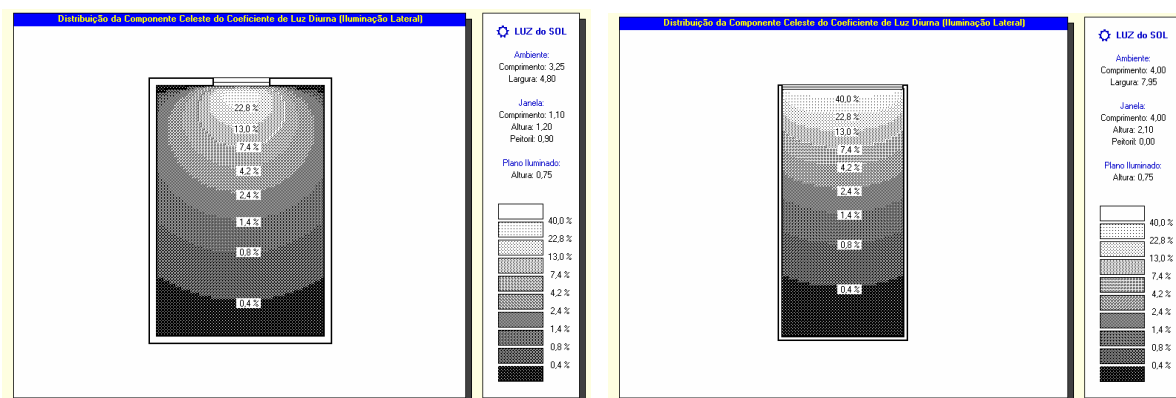 Distribuição da Componente Celeste do Coeficiente de Luz Diurna (Iluminação Lateral)
22,8 %
13,0 %
7,4 %
4,2 %
2,4 %
1,4 %
0,8 %
0,4 %
LUZ do SOL
Ambiente:
Comprimento: 3,25
Largura: 4,80
Janela:
Comprimento: 1,10
Altura: 1,20
Peitoril: 0,90
Plano Iluminado:
Altura: 0,75
40,0 %
22,8 %
13,0 %
7,4 %
4,2 %
2,4 %
1,4 %
0,8 %
0,4 %
Distribuição da Componente Celeste do Coeficiente de Luz Diurna (Iluminação Lateral)
40,0 %
22,8 %
13,0 %
7,4 %
4,2 %
2,4 %
1,4 %
0,8 %
0,4 %
LUZ do SOL
Ambiente:
Comprimento: 4,00
Largura: 7,95
Janela:
Comprimento: 4,00
Altura: 2,10
Peitoril: 0,00
Plano Iluminado:
Altura: 0,75
40,0 %
22,8 %
13,0 %
7,4 %
4,2 %
2,4 %
1,4 %
0,8 %
0,4 %